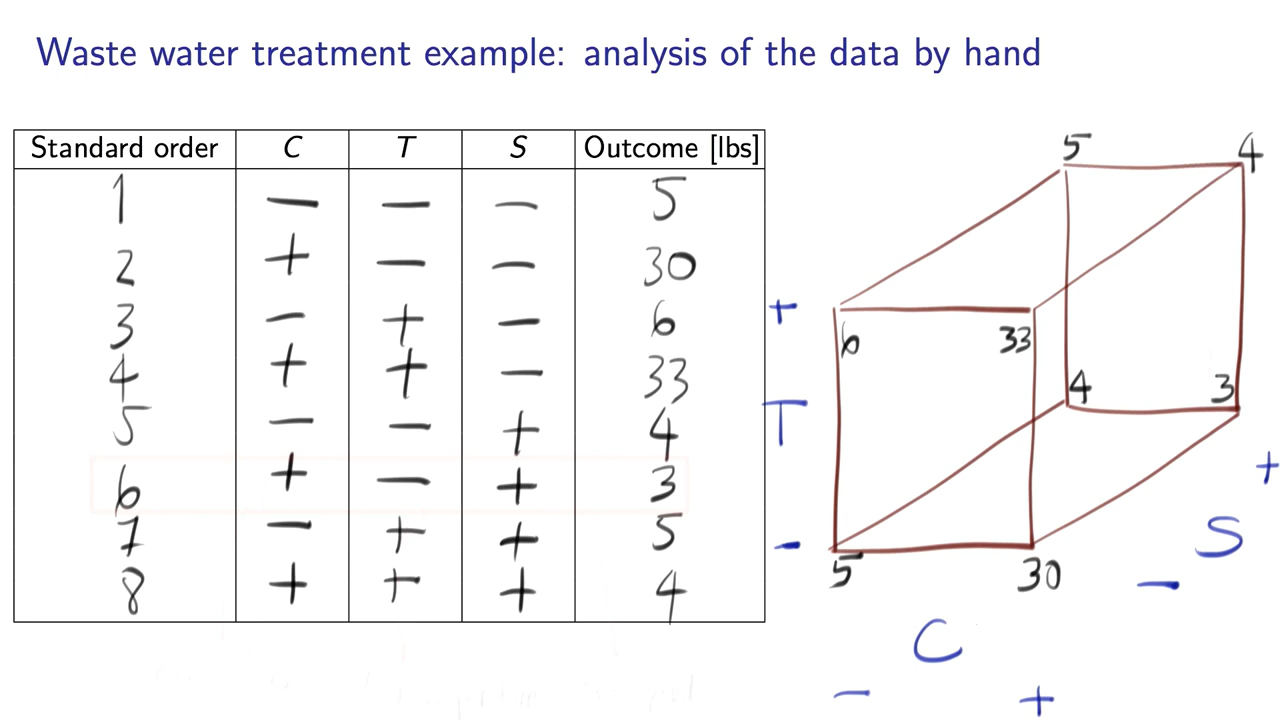 Waste water treatment example: analysis of the data by hand
Standard order C T S Outcome [lbs]
1 − − − 5
2 + − − 30
3 − + − 6
4 + + − 33
5 − − + 4
6 + − + 3
7 − + + 5
8 + + + 4
5 4
+
6 33
T
4 3
+
−
S
5 30
−
C
− +